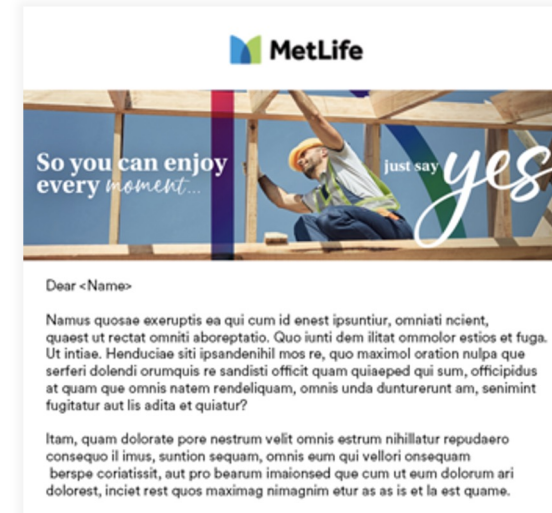 MetLife
So you can enjoy
every moment...
just say yes
Dear <Name>
Namus quosae exeruptis ea qui cum id enest ipsuntiur, omniati ncient,
quaest ut rectat omniti aboreptatio. Quo iunti dem ilitat ommolor estios et fuga.
Ut intiae. Henduciae siti ipsandenihil mos re, quo maximol oration nulpa que
serferi dolendi orumquis re sandisti officit quam quiaeped qui sum, officipidus
at quam que omnis natem rendeliquam, omnis unda dunturerunt am, senimint
fugitatur aut lis adita et quiatur?
Itam, quam dolorate pore nestrum velit omnis estrum nihillatur repudaero
consequo il imus, suntion sequam, omnis eum qui vellori onsequam
berspe coriatissit, aut pro bearum imaionsed que cum ut eum dolorum ari
dolorest, inciet rest quos maximag nimagnim etur as as is et la est quame.